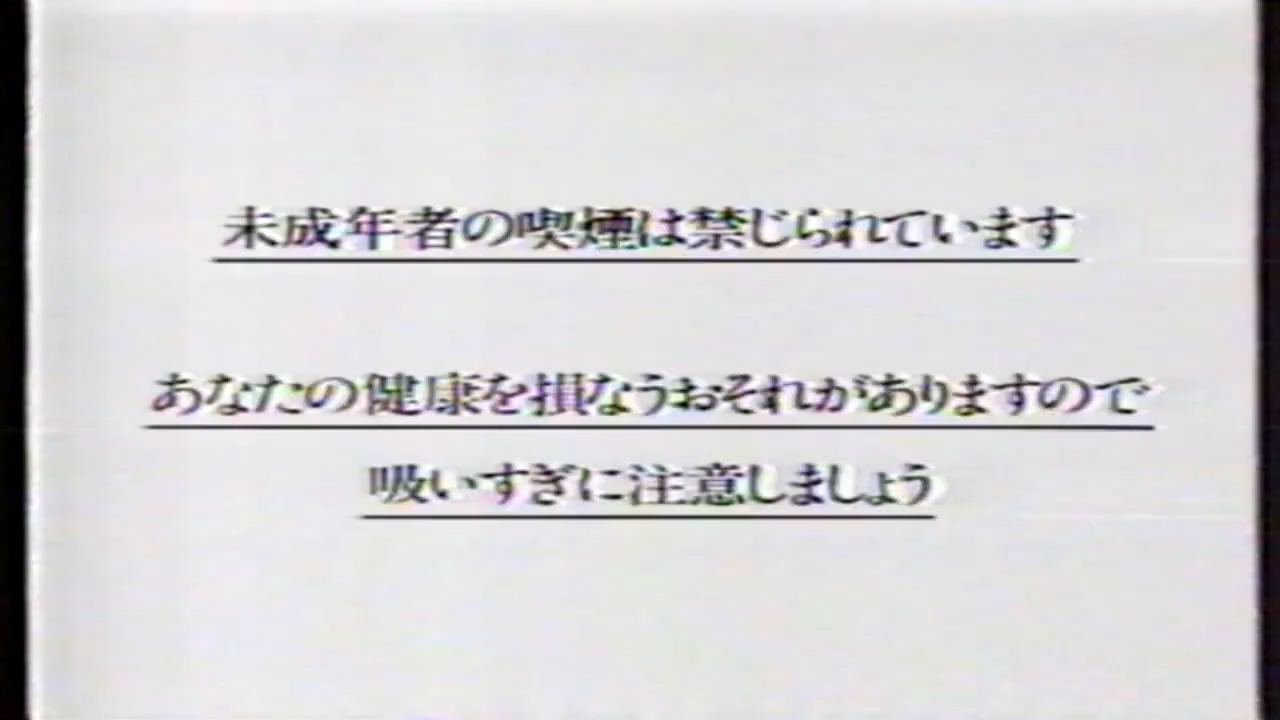 未成年者の喫煙は禁じられています
あなたの健康を損なうおそれがありますので
吸いすぎに注意しましょう